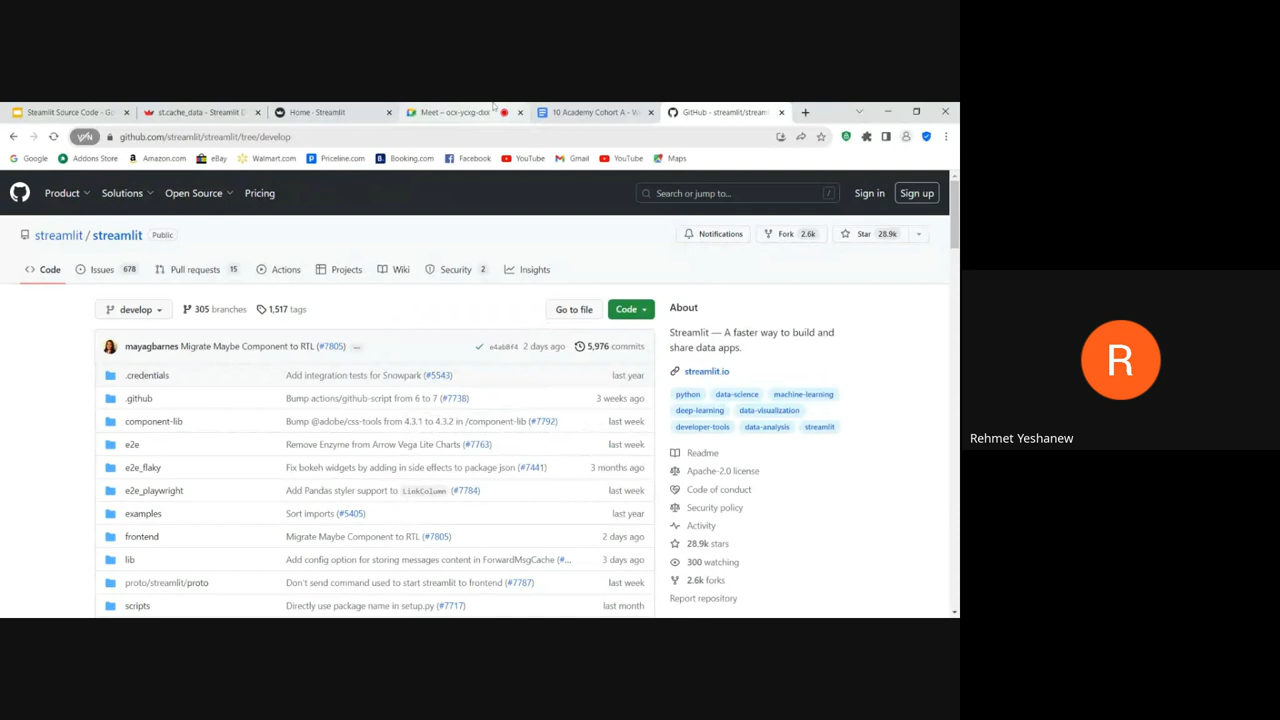 Steamlit Source Code - Go
st.cache_data - Streamlit D
Home · Streamlit
Meet – ocx-ycxg-dxx
10 Academy Cohort A - W
GitHub - streamlit/stream
VPN
github.com/streamlit/streamlit/tree/develop
Google
Addons Store
Amazon.com
eBay
Walmart.com
Priceline.com
Booking.com
Facebook
YouTube
Gmail
YouTube
Maps
Product
Solutions
Open Source
Pricing
Search or jump to...
/
Sign in
Sign up
streamlit / streamlit
Public
Notifications
Fork 2.6k
Star 28.9k
Code
Issues 678
Pull requests 15
Actions
Projects
Wiki
Security 2
Insights
develop
305 branches
1,517 tags
Go to file
Code
mayagbarnes Migrate Maybe Component to RTL (#7805) ...
e4ab8f4 2 days ago
5,976 commits
.credentials Add integration tests for Snowpark (#5543) last year
.github Bump actions/github-script from 6 to 7 (#7738) 3 weeks ago
component-lib Bump @adobe/css-tools from 4.3.1 to 4.3.2 in /component-lib (#7792) last week
e2e Remove Enzyme from Arrow Vega Lite Charts (#7763) last week
e2e_flaky Fix bokeh widgets by adding in side effects to package json (#7441) 3 months ago
e2e_playwright Add Pandas styler support to LinkColumn (#7784) last week
examples Sort imports (#5405) last year
frontend Migrate Maybe Component to RTL (#7805) 2 days ago
lib Add config option for storing messages content in ForwardMsgCache (#... 3 days ago
proto/streamlit/proto Don't send command used to start streamlit to frontend (#7787) last week
scripts Directly use package name in setup.py (#7717) last month
About
Streamlit — A faster way to build and
share data apps.
streamlit.io
python data-science machine-learning
deep-learning data-visualization
developer-tools data-analysis streamlit
Readme
Apache-2.0 license
Code of conduct
Security policy
Activity
28.9k stars
300 watching
2.6k forks
Report repository
R
Rehmet Yeshanew